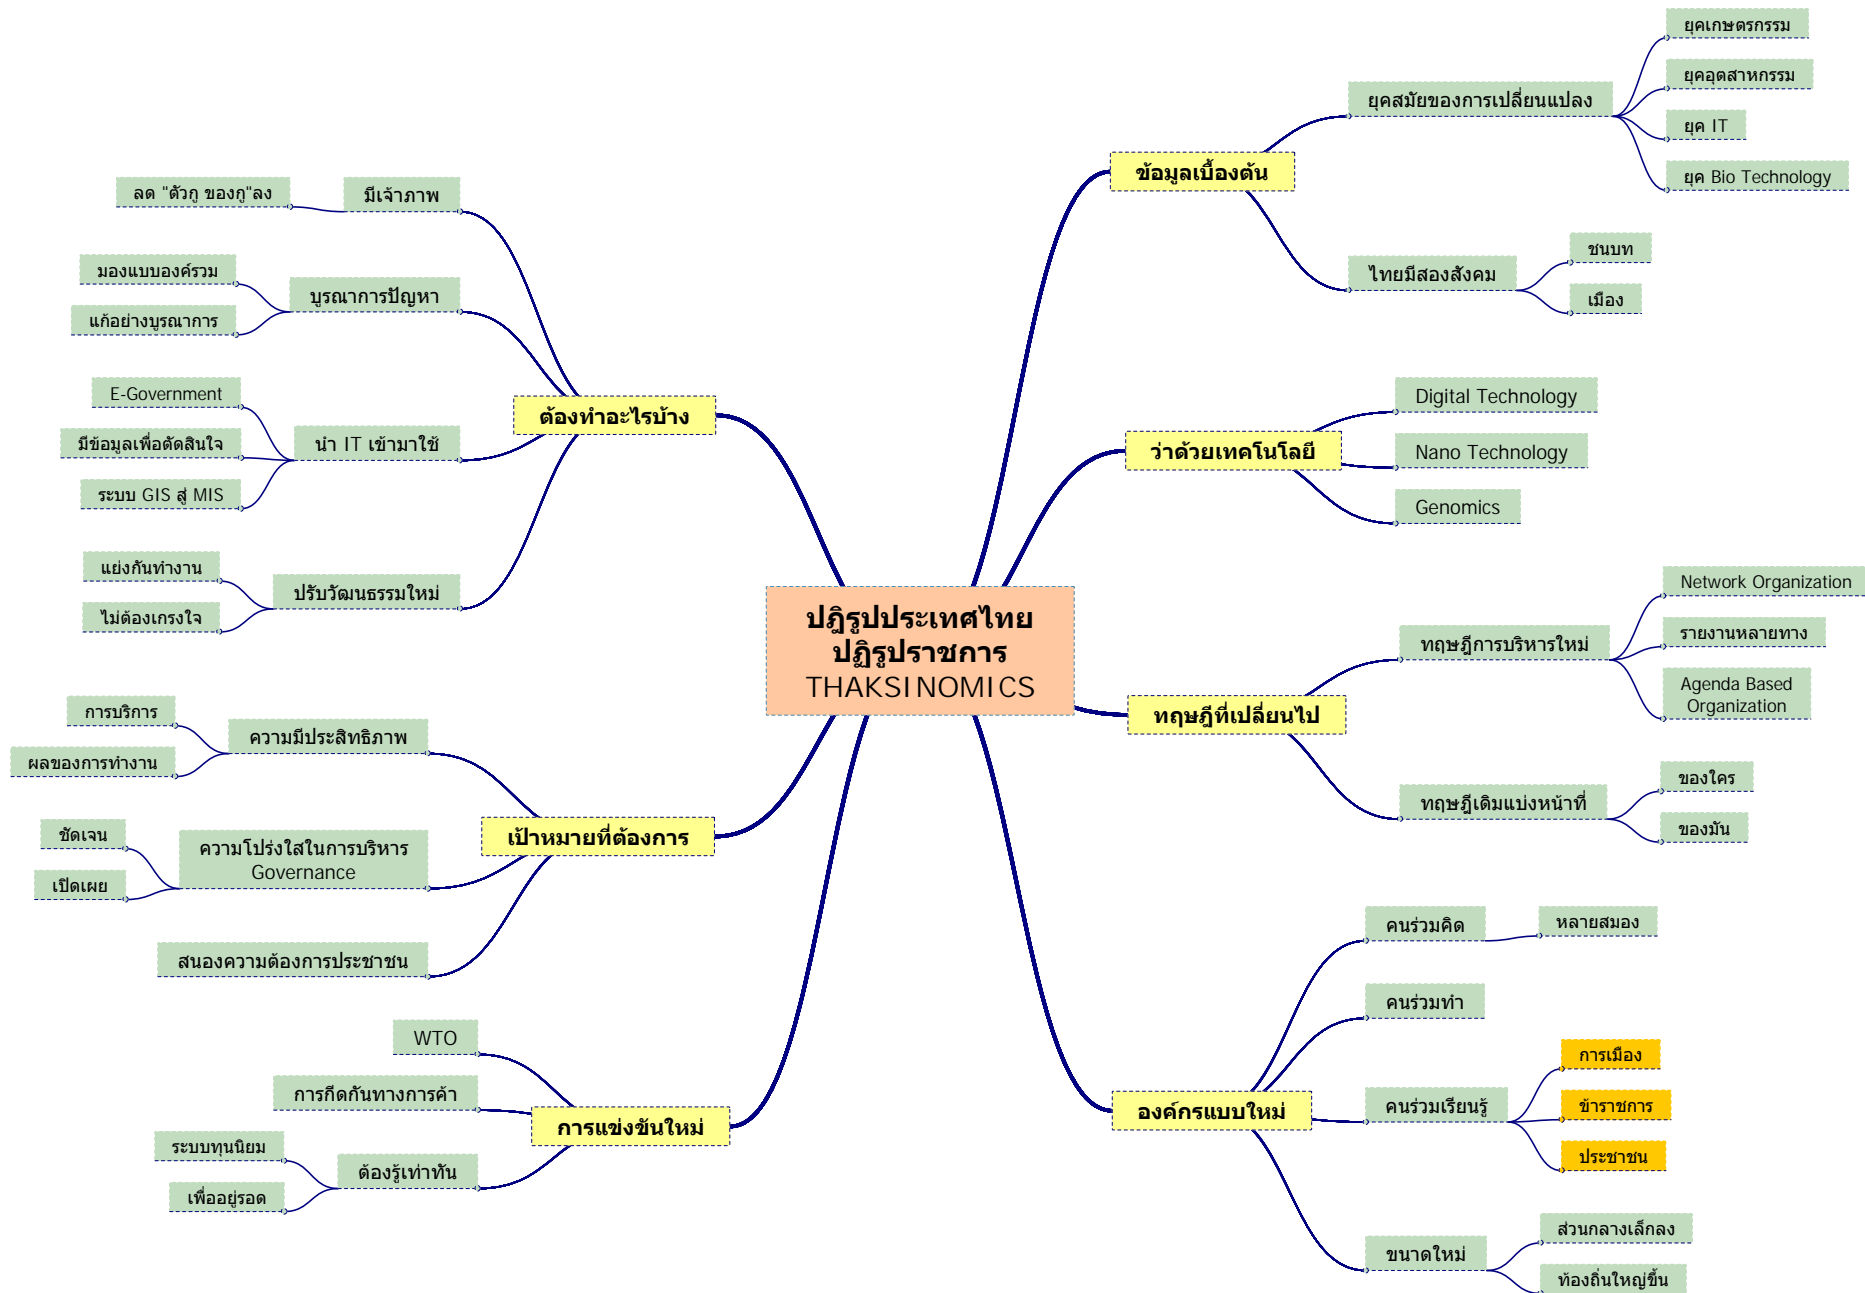 ปฎิรูปประเทศไทย
ปฏิรูปราชการ
THAKSINOMICS
ข้อมูลเบื้องต้น
ยุคสมัยของการเปลี่ยนแปลง
ยุคเกษตรกรรม
ยุคอุตสาหกรรม
ยุค IT
ยุค Bio Technology
ไทยมีสองสังคม
ชนบท
เมือง
ว่าด้วยเทคโนโลยี
Digital Technology
Nano Technology
Genomics
ทฤษฎีที่เปลี่ยนไป
ทฤษฎีการบริหารใหม่
Network Organization
รายงานหลายทาง
Agenda Based
Organization
ทฤษฎีเดิมแบ่งหน้าที่
ของใคร
ของมัน
องค์กรแบบใหม่
คนร่วมคิด
หลายสมอง
คนร่วมทำ
คนร่วมเรียนรู้
การเมือง
ข้าราชการ
ประชาชน
ขนาดใหม่
ส่วนกลางเล็กลง
ท้องถิ่นใหญ่ขึ้น
ต้องทำอะไรบ้าง
มีเจ้าภาพ
ลด "ตัวกู ของกู"ลง
บูรณาการปัญหา
มองแบบองค์รวม
แก้อย่างบูรณาการ
นำ IT เข้ามาใช้
E-Government
มีข้อมูลเพื่อตัดสินใจ
ระบบ GIS สู่ MIS
ปรับวัฒนธรรมใหม่
แย่งกันทำงาน
ไม่ต้องเกรงใจ
เป้าหมายที่ต้องการ
ความมีประสิทธิภาพ
การบริการ
ผลของการทำงาน
ความโปร่งใสในการบริหาร
Governance
ชัดเจน
เปิดเผย
สนองความต้องการประชาชน
การแข่งขันใหม่
WTO
การกีดกันทางการค้า
ต้องรู้เท่าทัน
ระบบทุนนิยม
เพื่ออยู่รอด